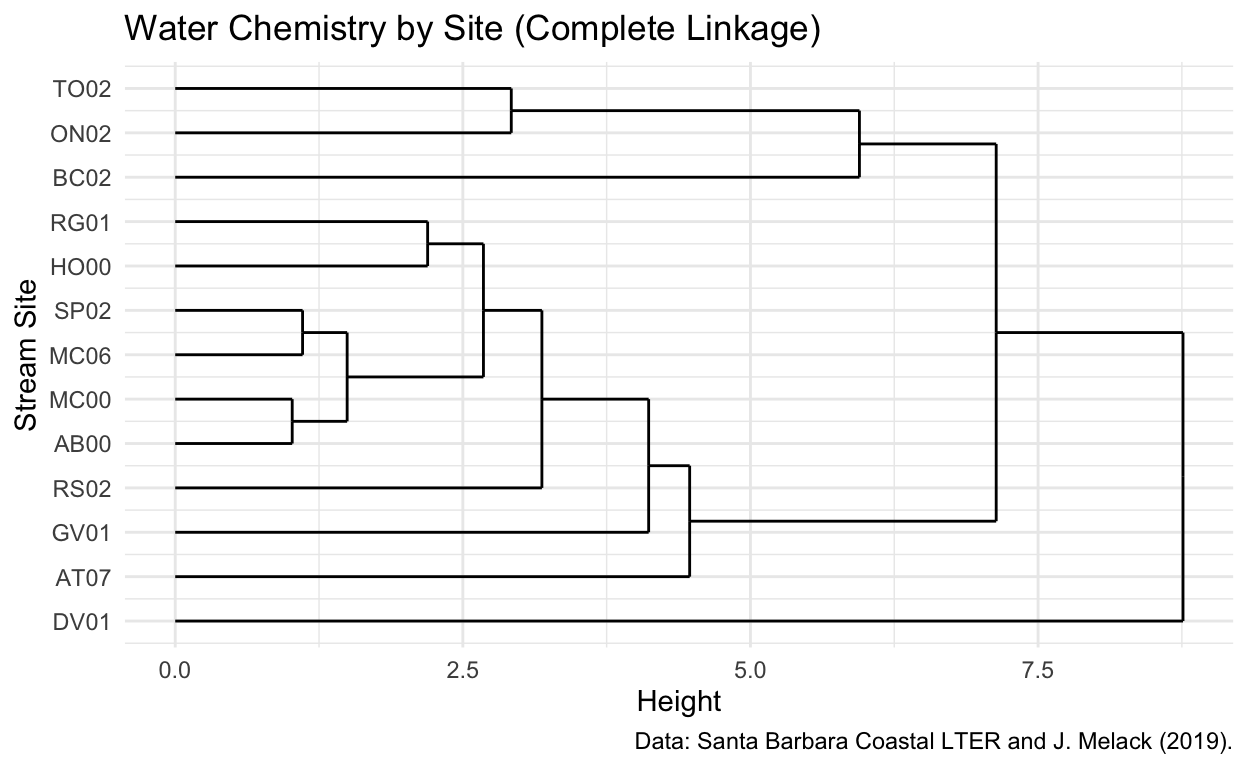 Water Chemistry by Site (Complete Linkage)
TO02
ON02
BC02
RG01
HO00
SP02
MC06
MC00
AB00
RS02
GV01
AT07
DV01
Stream Site
0.0 2.5 5.0 7.5
Height
Data: Santa Barbara Coastal LTER and J. Melack (2019).